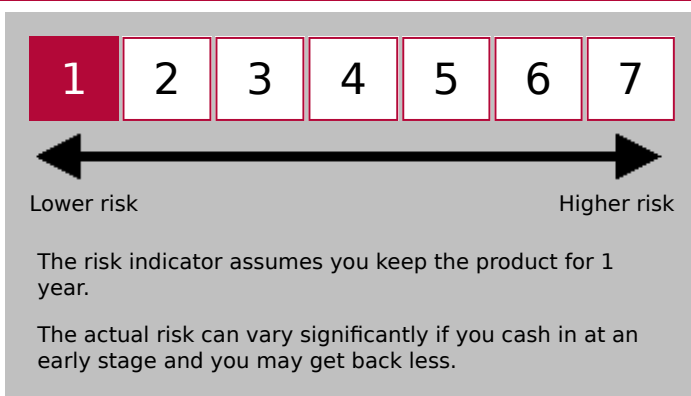 1 2 3 4 5 6 7
Lower risk Higher risk
The risk indicator assumes you keep the product for 1
year.
The actual risk can vary significantly if you cash in at an
early stage and you may get back less.